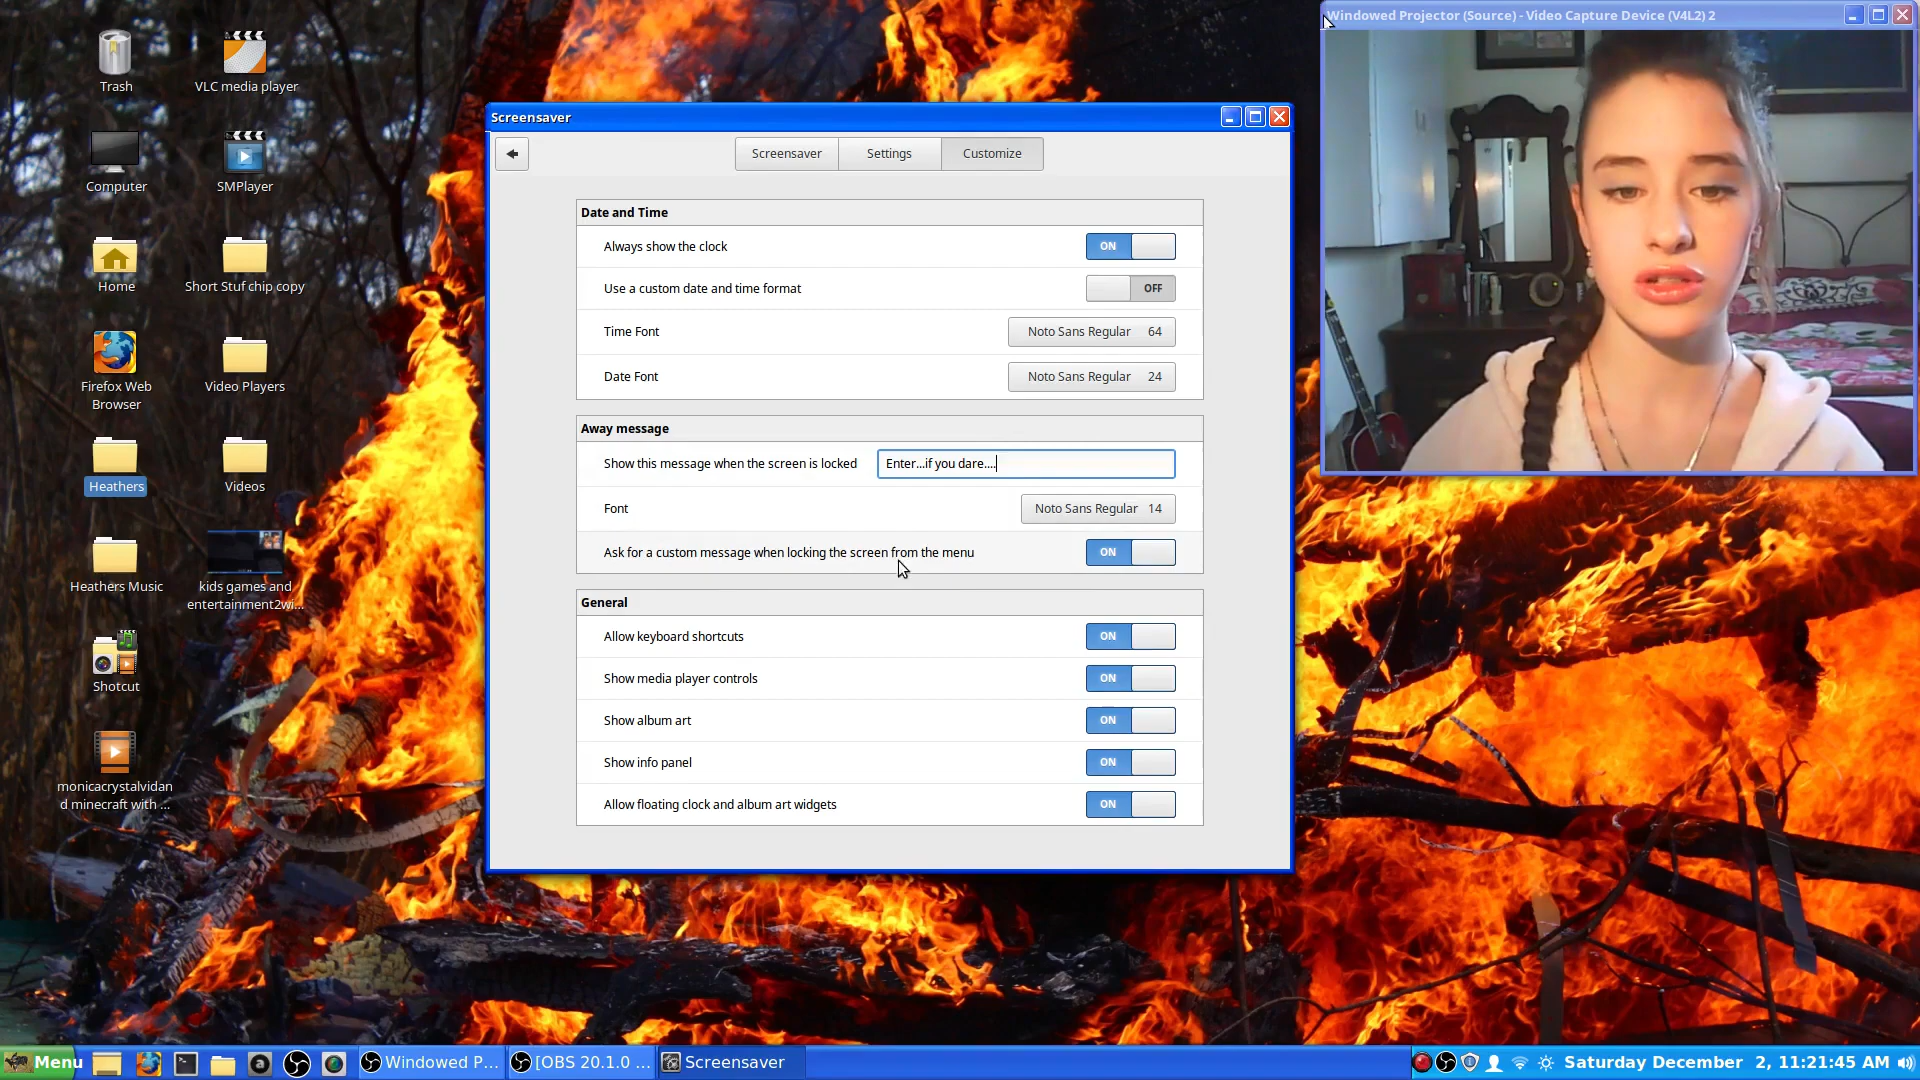 Trash
VLC media player
Computer
SMPlayer
Home
Short Stuf chip copy
Firefox Web
Browser
Video Players
Heathers
Videos
Heathers Music
kids games and
entertainment2wi...
Shotcut
monicacrystalvidan
d minecraft with ...
Screensaver
Screensaver
Settings
Customize
Date and Time
Always show the clock
ON
Use a custom date and time format
OFF
Time Font
Noto Sans Regular 64
Date Font
Noto Sans Regular 24
Away message
Show this message when the screen is locked
Enter...if you dare....
Font
Noto Sans Regular 14
Ask for a custom message when locking the screen from the menu
ON
General
Allow keyboard shortcuts
ON
Show media player controls
ON
Show album art
ON
Show info panel
ON
Allow floating clock and album art widgets
ON
Windowed Projector (Source) - Video Capture Device (V4L2) 2
Menu
Windowed P...
[OBS 20.1.0 ...
Screensaver
Saturday December 2, 11:21:45 AM